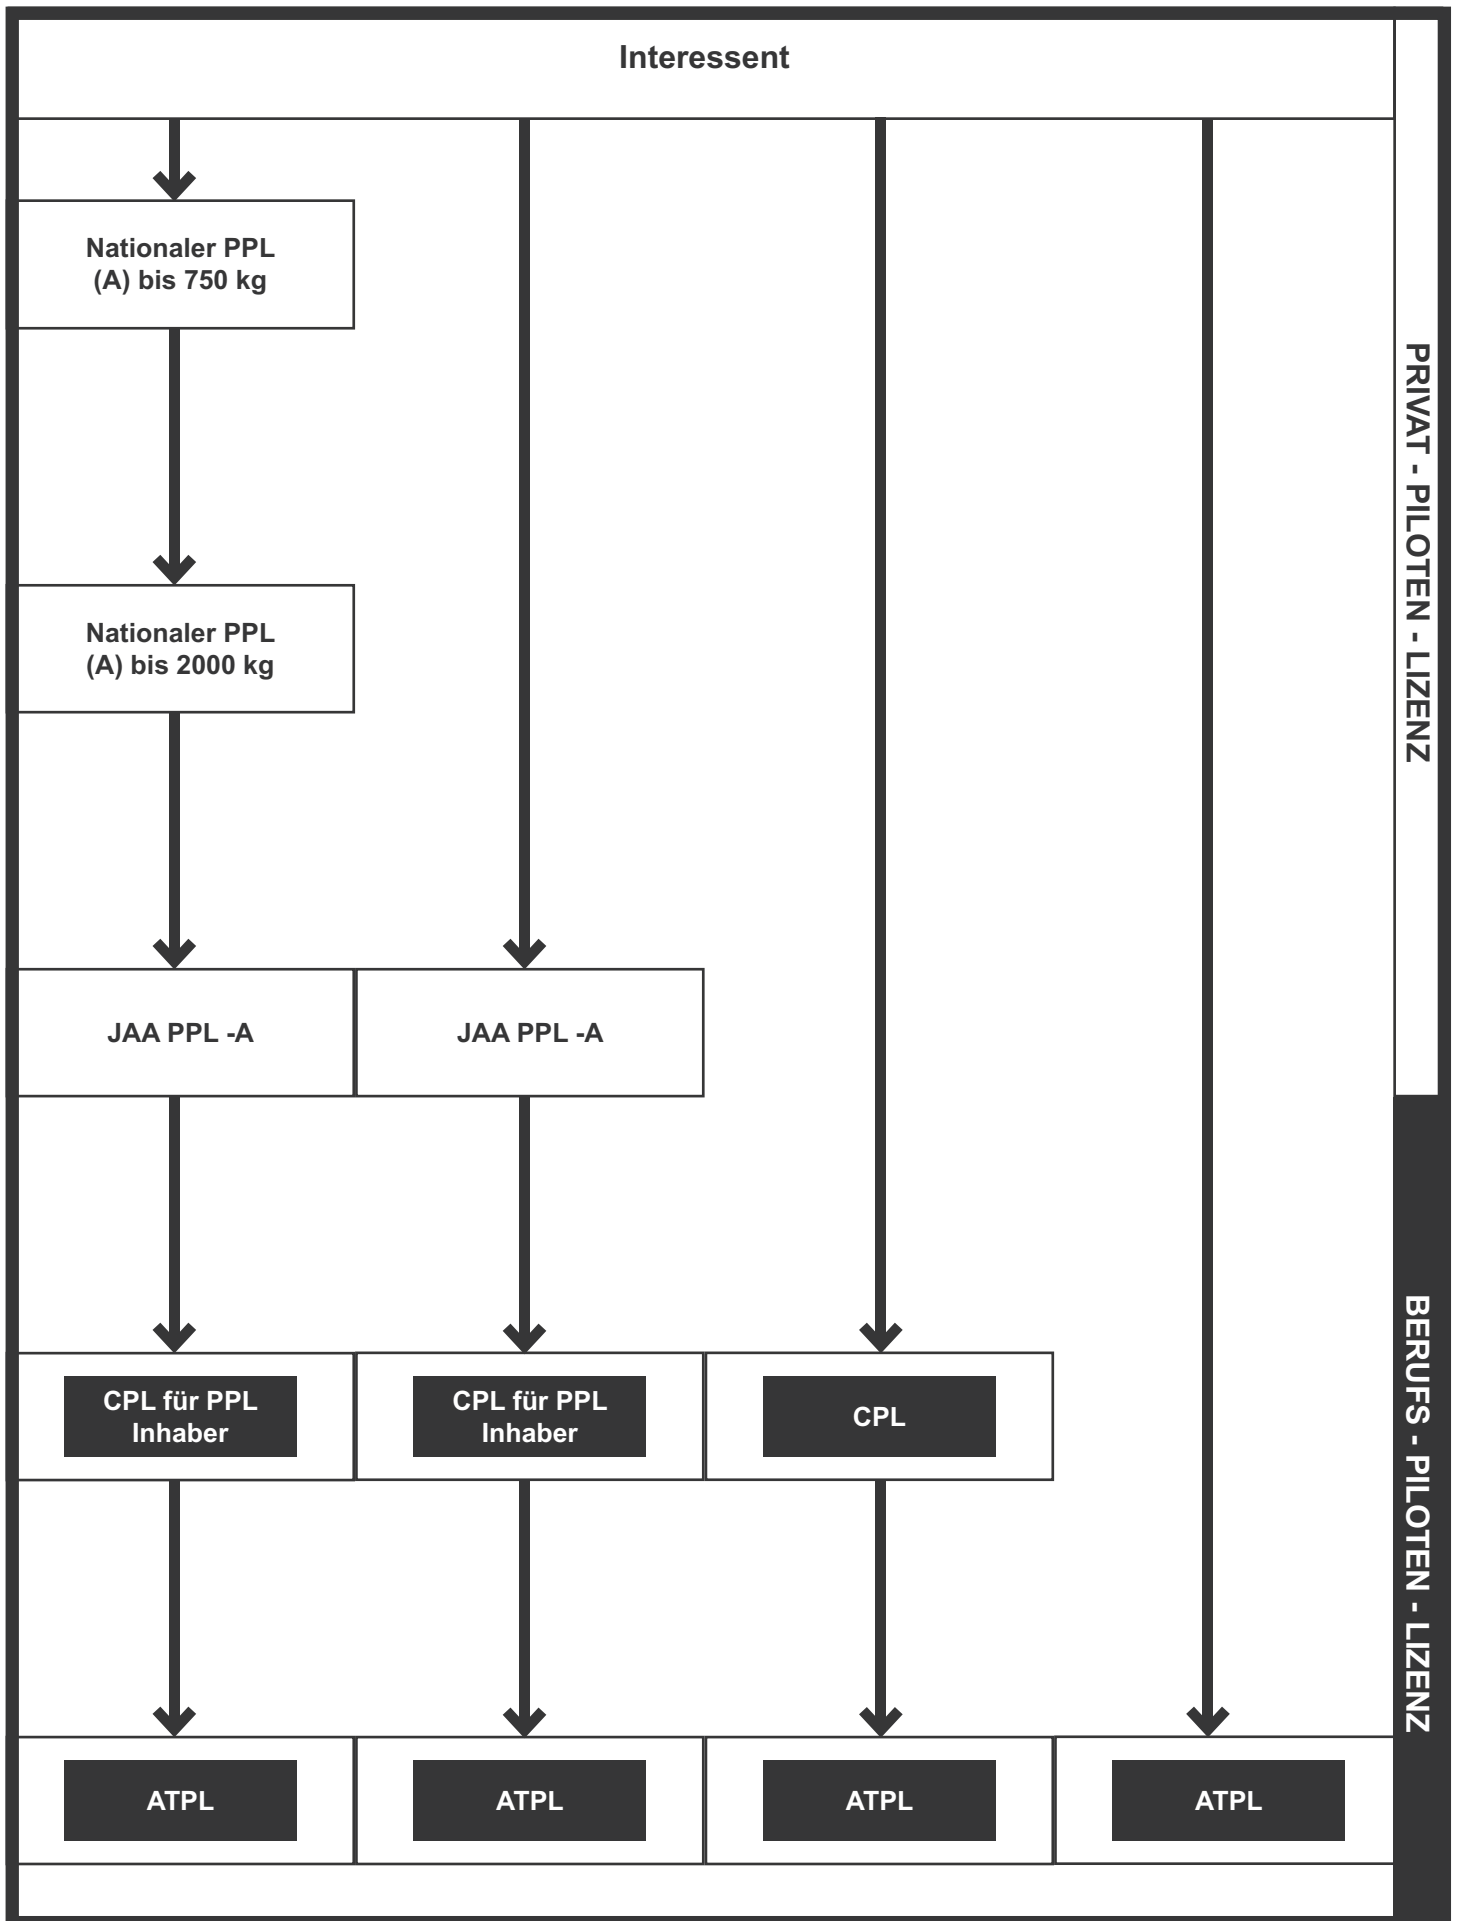 Interessent
Nationaler PPL
(A) bis 750 kg
Nationaler PPL
(A) bis 2000 kg
JAA PPL -A
JAA PPL -A
CPL für PPL
Inhaber
CPL für PPL
Inhaber
CPL
ATPL
ATPL
ATPL
ATPL
PRIVAT - PILOTEN - LIZENZ
BERUFS - PILOTEN - LIZENZ